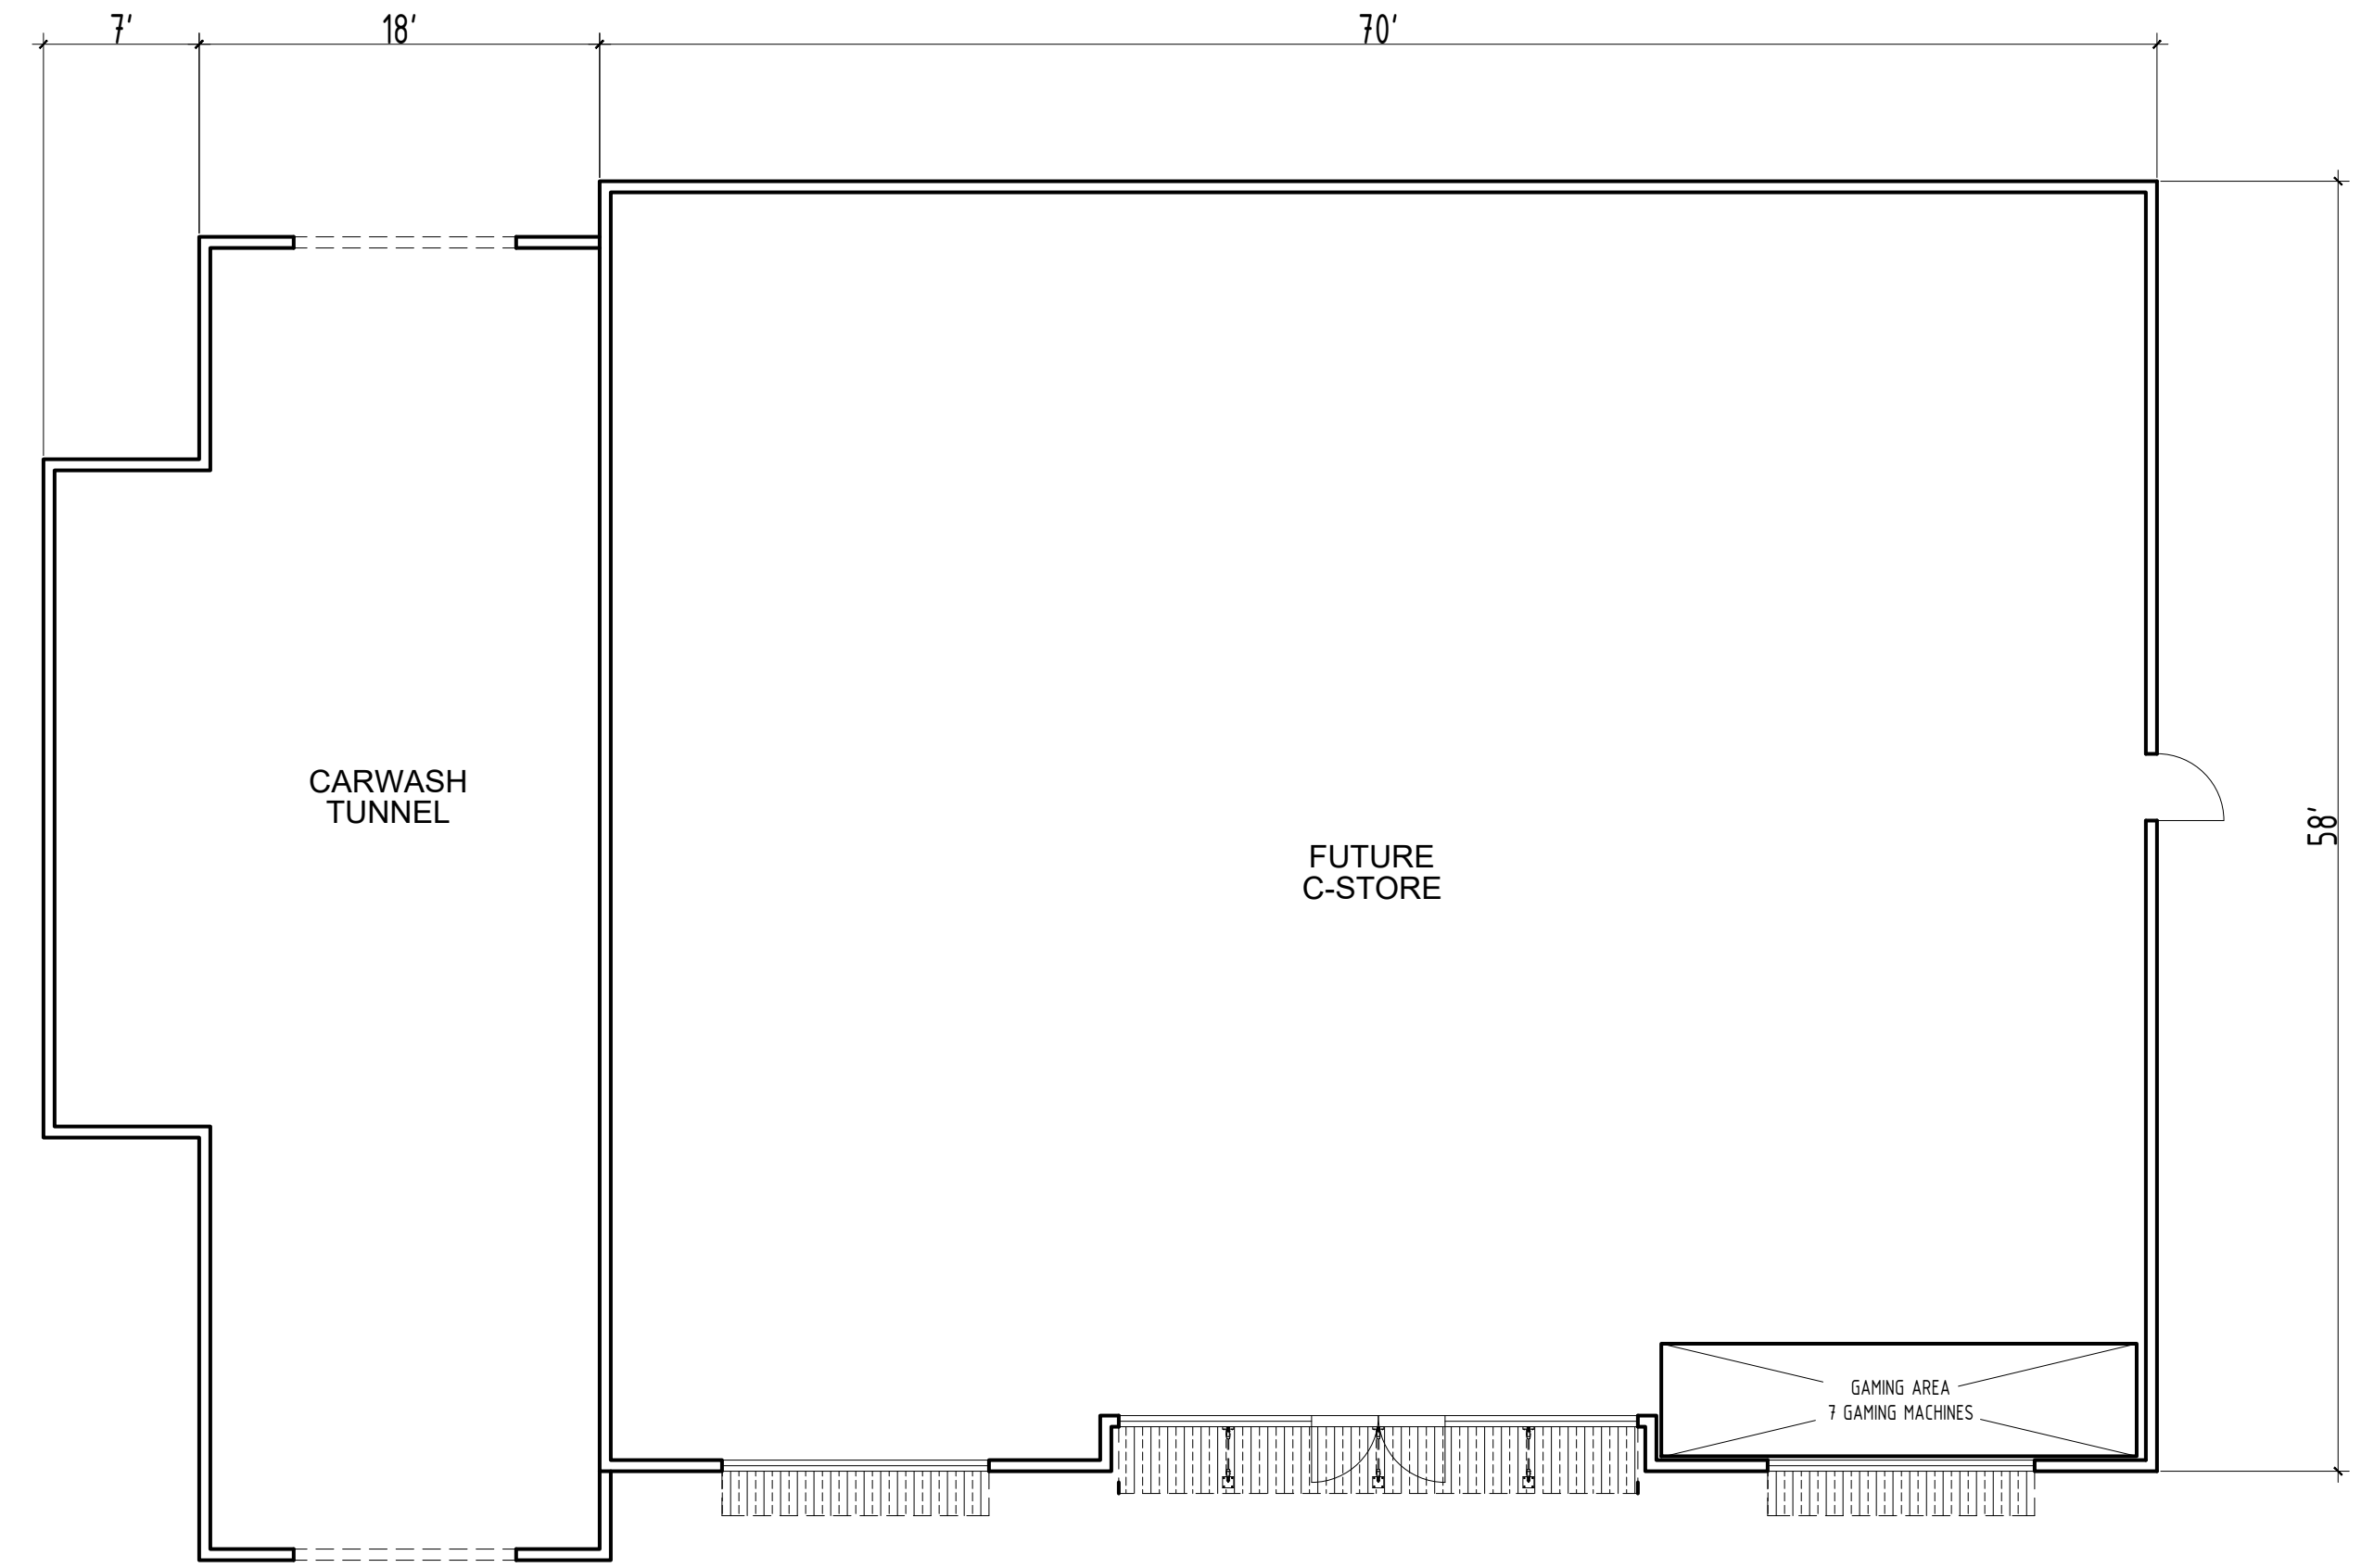 7'
18'
70'
CARWASH
TUNNEL
58'
FUTURE
C-STORE
GAMING AREA
7 GAMING MACHINES